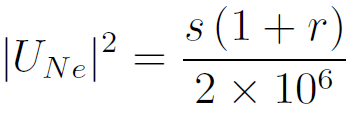 |U_{Ne}|^2 = \frac{s(1+r)}{2 \times 10^6}